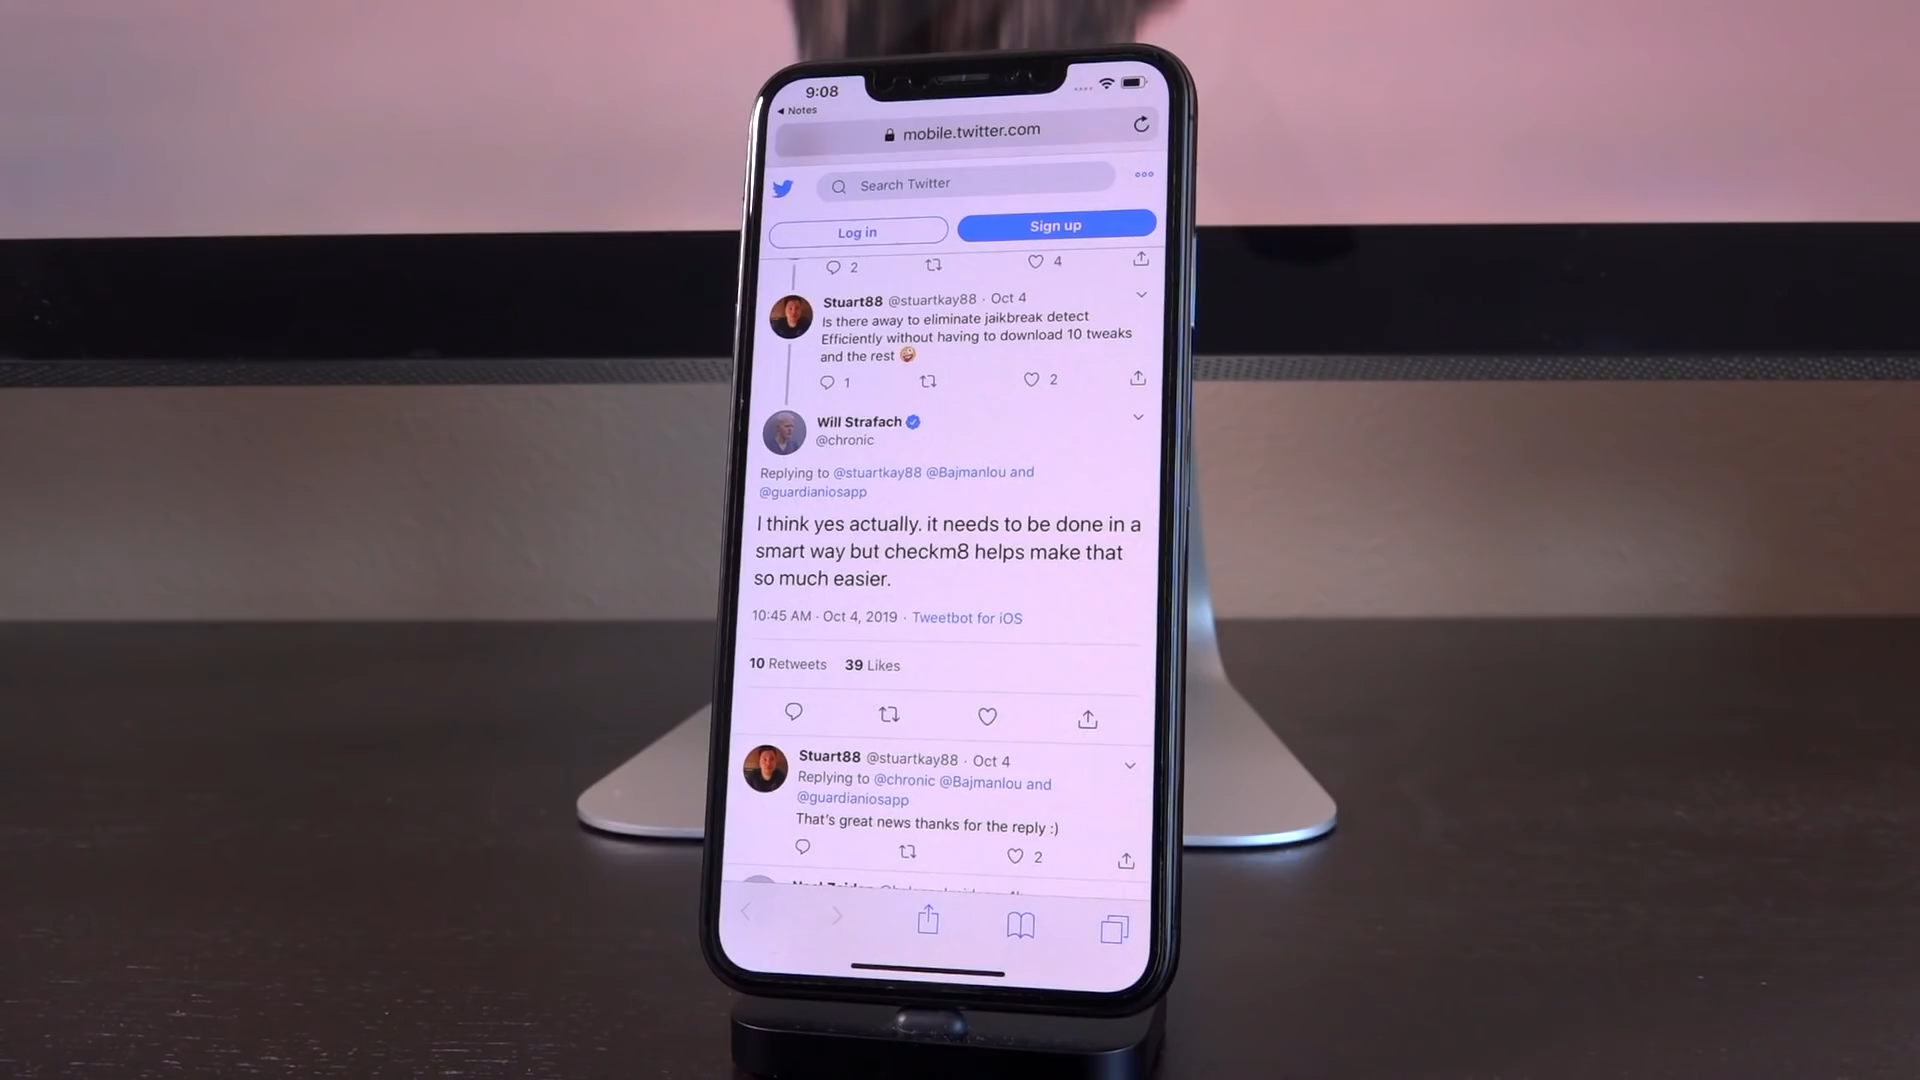 9:08
Notes
mobile.twitter.com
Search Twitter
Log in
Sign up
2
4
Stuart88 @stuartkay88 · Oct 4
Is there away to eliminate jaikbreak detect
Efficiently without having to download 10 tweaks
and the rest
1
2
Will Strafach
@chronic
Replying to @stuartkay88 @Bajmanlou and
@guardianiosapp
I think yes actually. it needs to be done in a
smart way but checkm8 helps make that
so much easier.
10:45 AM · Oct 4, 2019 · Tweetbot for iOS
10 Retweets 39 Likes
Stuart88 @stuartkay88 · Oct 4
Replying to @chronic @Bajmanlou and
@guardianiosapp
That's great news thanks for the reply :)
2